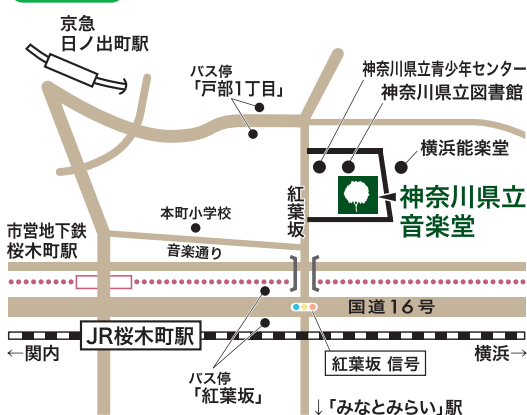 京急
日ノ出町駅
バス停
「戸部1丁目」
神奈川県立青少年センター
神奈川県立図書館
横浜能楽堂
神奈川県立
音楽堂
紅葉坂
本町小学校
音楽通り
市営地下鉄
桜木町駅
国道16号
JR桜木町駅
←関内
横浜→
紅葉坂 信号
バス停
「紅葉坂」
↓「みなとみらい」駅